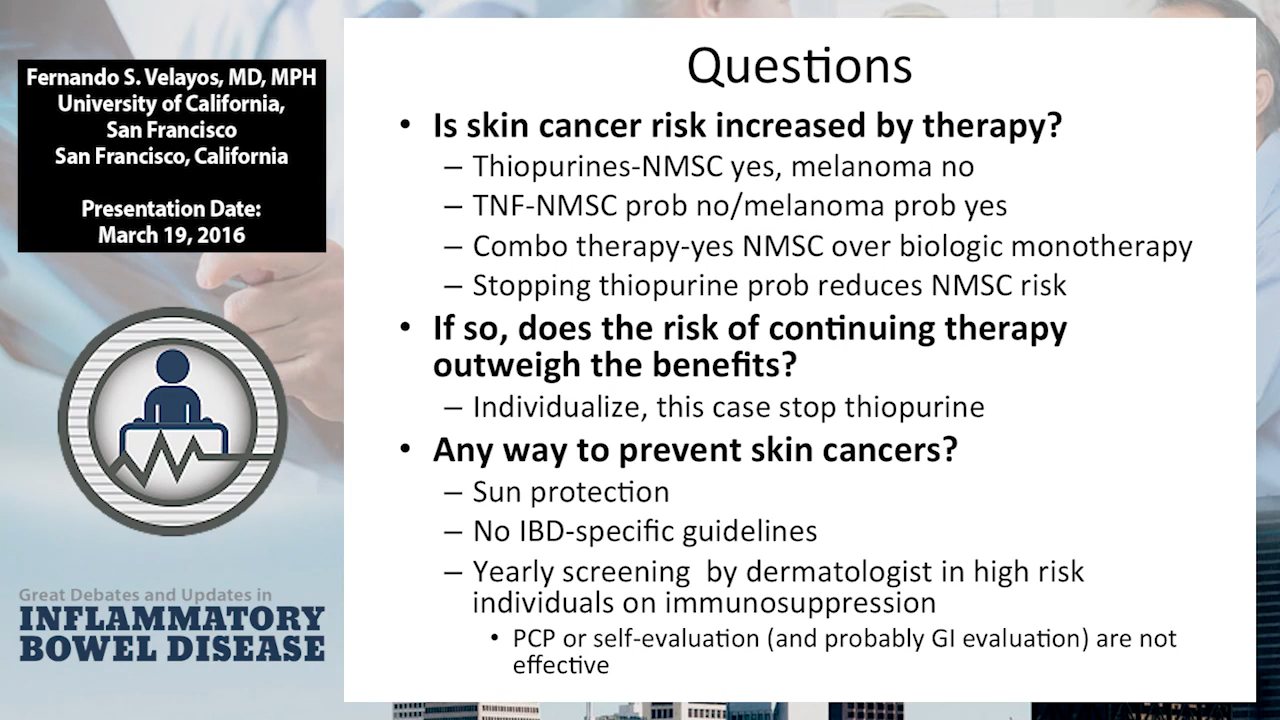 Fernando S. Velayos, MD, MPH
University of California,
San Francisco
San Francisco, California
Presentation Date:
March 19, 2016
Great Debates and Updates in
INFLAMMATORY
BOWEL DISEASE
Questions
• Is skin cancer risk increased by therapy?
– Thiopurines-NMSC yes, melanoma no
– TNF-NMSC prob no/melanoma prob yes
– Combo therapy-yes NMSC over biologic monotherapy
– Stopping thiopurine prob reduces NMSC risk
• If so, does the risk of continuing therapy
outweigh the benefits?
– Individualize, this case stop thiopurine
• Any way to prevent skin cancers?
– Sun protection
– No IBD-specific guidelines
– Yearly screening  by dermatologist in high risk
individuals on immunosuppression
• PCP or self-evaluation (and probably GI evaluation) are not
effective